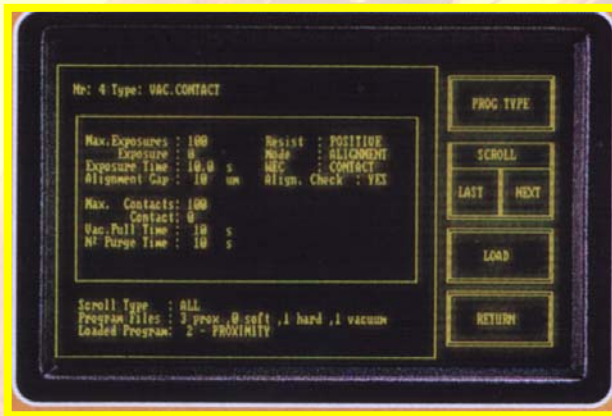 Nr: 4 Type: VAC.CONTACT
Max.Exposures : 100 Resist : POSITIVE
Exposure : 0 Mode : ALIGNMENT
Exposure Time : 10.0 s WEC : CONTACT
Alignment Gap : 10 um Align. Check : YES
Max. Contacts: 100
Contact: 0
Vac.Pull Time : 10 s
N² Purge Time : 10 s
Scroll Type : ALL
Program Files : 3 prox ,0 soft ,1 hard ,1 vacuum
Loaded Program: 2 - PROXIMITY
PROG TYPE
SCROLL
LAST NEXT
LOAD
RETURN